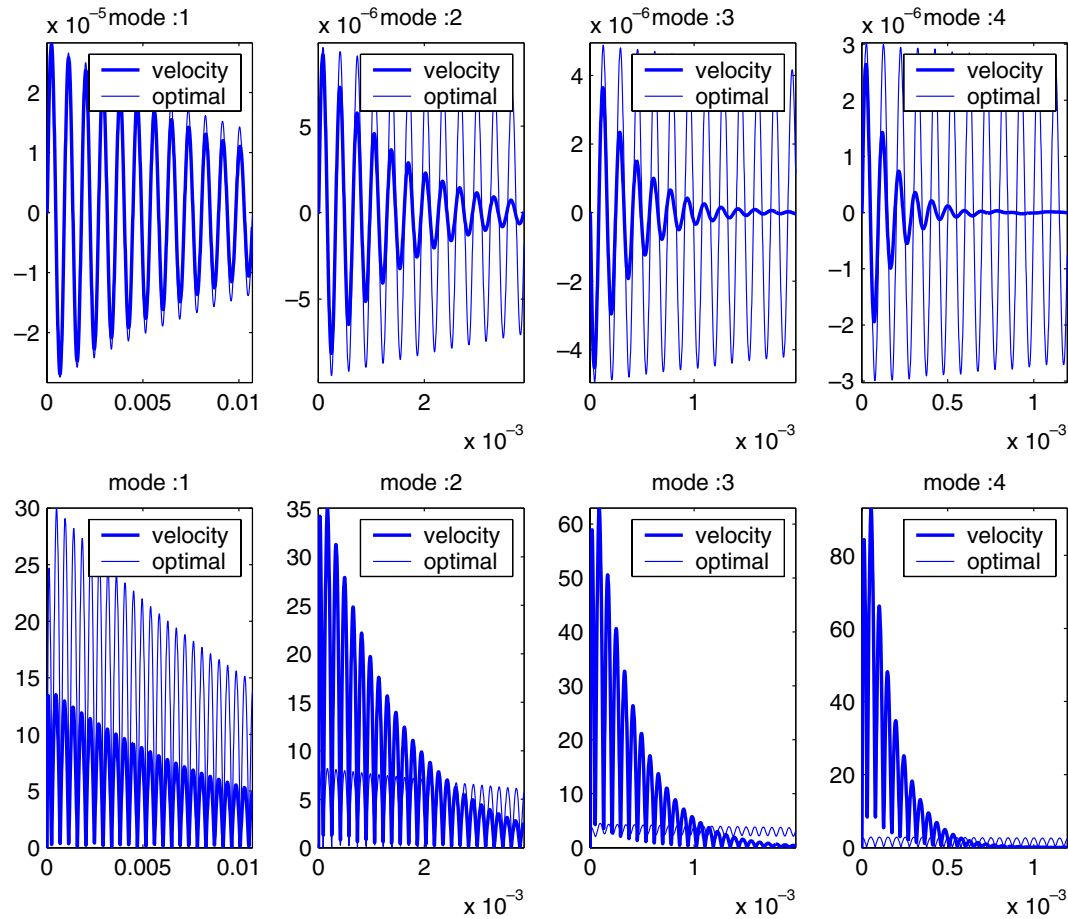 x 10⁻⁵ mode :1
x 10⁻⁶ mode :2
x 10⁻⁶ mode :3
x 10⁻⁶ mode :4
velocity
optimal
2
1
0
−1
−2
0
0.005
0.01
velocity
optimal
5
0
−5
0
2
x 10⁻³
velocity
optimal
4
2
0
−2
−4
0
1
x 10⁻³
velocity
optimal
3
2
1
0
−1
−2
−3
0
0.5
1
x 10⁻³
mode :1
mode :2
mode :3
mode :4
velocity
optimal
30
25
20
15
10
5
0
0
0.005
0.01
velocity
optimal
35
30
25
20
15
10
5
0
0
2
x 10⁻³
velocity
optimal
60
50
40
30
20
10
0
0
1
x 10⁻³
velocity
optimal
80
60
40
20
0
0
0.5
1
x 10⁻³